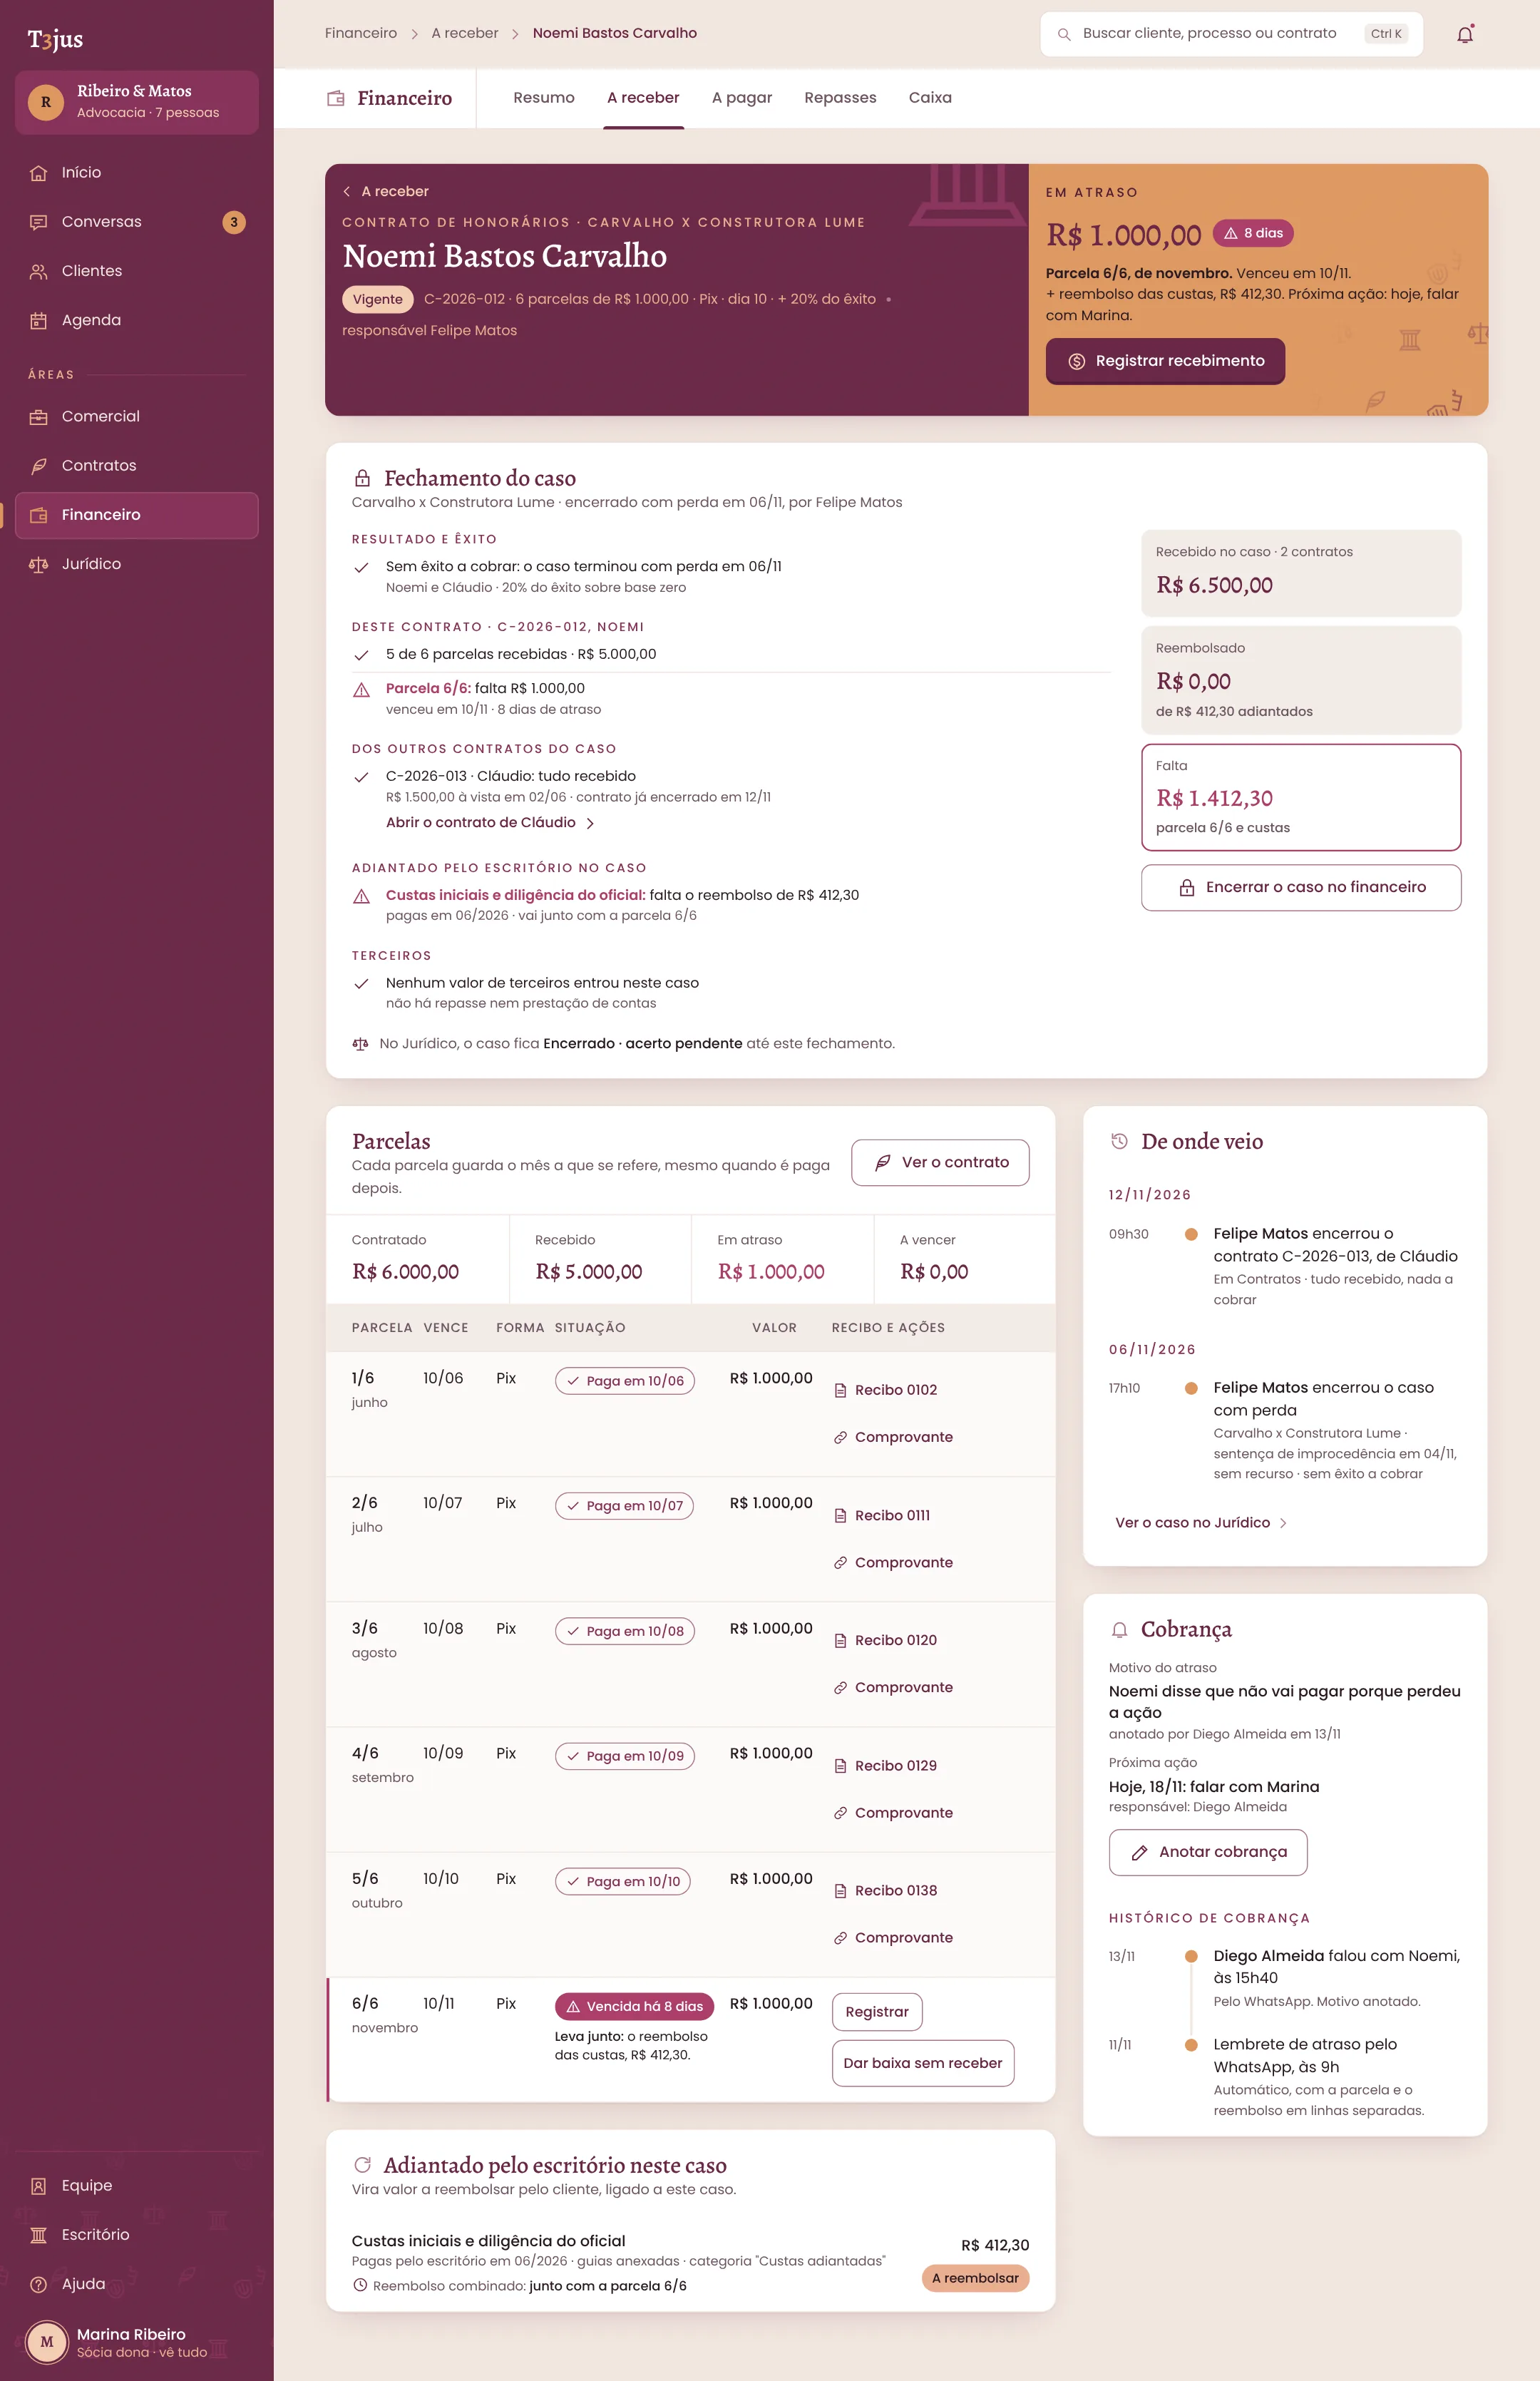 T3jus
R
Ribeiro & Matos
Advocacia · 7 pessoas
Início
Conversas
3
Clientes
Agenda
ÁREAS
Comercial
Contratos
Financeiro
Jurídico
Equipe
Escritório
Ajuda
M
Marina Ribeiro
Sócia dona · vê tudo
Financeiro
A receber
Noemi Bastos Carvalho
Buscar cliente, processo ou contrato
Ctrl K
Financeiro
Resumo
A receber
A pagar
Repasses
Caixa
A receber
CONTRATO DE HONORÁRIOS · CARVALHO X CONSTRUTORA LUME
Noemi Bastos Carvalho
Vigente
C-2026-012 · 6 parcelas de R$ 1.000,00 · Pix · dia 10 · + 20% do êxito •
responsável Felipe Matos
EM ATRASO
R$ 1.000,00
8 dias
Parcela 6/6, de novembro. Venceu em 10/11.
+ reembolso das custas, R$ 412,30. Próxima ação: hoje, falar
com Marina.
Registrar recebimento
Fechamento do caso
Carvalho x Construtora Lume · encerrado com perda em 06/11, por Felipe Matos
RESULTADO E ÊXITO
Sem êxito a cobrar: o caso terminou com perda em 06/11
Noemi e Cláudio · 20% do êxito sobre base zero
DESTE CONTRATO · C-2026-012, NOEMI
5 de 6 parcelas recebidas · R$ 5.000,00
Parcela 6/6: falta R$ 1.000,00
venceu em 10/11 · 8 dias de atraso
DOS OUTROS CONTRATOS DO CASO
C-2026-013 · Cláudio: tudo recebido
R$ 1.500,00 à vista em 02/06 · contrato já encerrado em 12/11
Abrir o contrato de Cláudio
ADIANTADO PELO ESCRITÓRIO NO CASO
Custas iniciais e diligência do oficial: falta o reembolso de R$ 412,30
pagas em 06/2026 · vai junto com a parcela 6/6
TERCEIROS
Nenhum valor de terceiros entrou neste caso
não há repasse nem prestação de contas
No Jurídico, o caso fica Encerrado · acerto pendente até este fechamento.
Recebido no caso · 2 contratos
R$ 6.500,00
Reembolsado
R$ 0,00
de R$ 412,30 adiantados
Falta
R$ 1.412,30
parcela 6/6 e custas
Encerrar o caso no financeiro
Parcelas
Cada parcela guarda o mês a que se refere, mesmo quando é paga
depois.
Ver o contrato
Contratado
R$ 6.000,00
Recebido
R$ 5.000,00
Em atraso
R$ 1.000,00
A vencer
R$ 0,00
PARCELA VENCE FORMA SITUAÇÃO VALOR RECIBO E AÇÕES
1/6 10/06 Pix Paga em 10/06 R$ 1.000,00 Recibo 0102
junho
Comprovante
2/6 10/07 Pix Paga em 10/07 R$ 1.000,00 Recibo 0111
julho
Comprovante
3/6 10/08 Pix Paga em 10/08 R$ 1.000,00 Recibo 0120
agosto
Comprovante
4/6 10/09 Pix Paga em 10/09 R$ 1.000,00 Recibo 0129
setembro
Comprovante
5/6 10/10 Pix Paga em 10/10 R$ 1.000,00 Recibo 0138
outubro
Comprovante
6/6 10/11 Pix Vencida há 8 dias R$ 1.000,00 Registrar
novembro
Leva junto: o reembolso
das custas, R$ 412,30.
Dar baixa sem receber
Adiantado pelo escritório neste caso
Vira valor a reembolsar pelo cliente, ligado a este caso.
Custas iniciais e diligência do oficial
Pagas pelo escritório em 06/2026 · guias anexadas · categoria "Custas adiantadas"
Reembolso combinado: junto com a parcela 6/6
R$ 412,30
A reembolsar
De onde veio
12/11/2026
09h30
Felipe Matos encerrou o
contrato C-2026-013, de Cláudio
Em Contratos · tudo recebido, nada a
cobrar
06/11/2026
17h10
Felipe Matos encerrou o caso
com perda
Carvalho x Construtora Lume ·
sentença de improcedência em 04/11,
sem recurso · sem êxito a cobrar
Ver o caso no Jurídico
Cobrança
Motivo do atraso
Noemi disse que não vai pagar porque perdeu
a ação
anotado por Diego Almeida em 13/11
Próxima ação
Hoje, 18/11: falar com Marina
responsável: Diego Almeida
Anotar cobrança
HISTÓRICO DE COBRANÇA
13/11
Diego Almeida falou com Noemi,
às 15h40
Pelo WhatsApp. Motivo anotado.
11/11
Lembrete de atraso pelo
WhatsApp, às 9h
Automático, com a parcela e o
reembolso em linhas separadas.